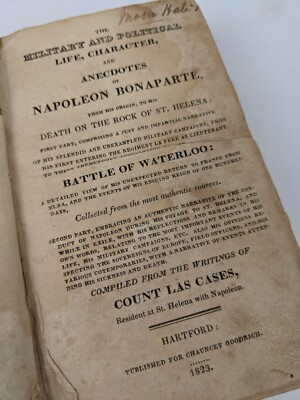 THE
MILITARY AND POLITICAL
LIFE, CHARACTER,
AND
ANECDOTES
OF
NAPOLEON BONAPARTE,
FROM HIS ORIGIN, TO HIS
DEATH ON THE ROCK OF ST. HELENA.
FIRST PART, COMPRISING A JUST AND IMPARTIAL NARRATIVE
OF HIS SPLENDID AND UNEXAMPLED MILITARY CAMPAIGNS, FROM
HIS FIRST ENTERING THE REGIMENT LA FERE AS LIEUTENANT
TO THE
BATTLE OF WATERLOO:
A DETAILED VIEW OF HIS UNEXPECTED RETURN TO FRANCE FROM
ELBA, AND THE EVENTS OF HIS ENSUING REIGN OF ONE HUNDRED
DAYS,
Collected from the most authentic sources.
SECOND PART, EMBRACING AN AUTHENTIC NARRATIVE OF THE CON-
DUCT OF NAPOLEON DURING HIS VOYAGE TO ST. HELENA, AND
WHILE IN EXILE, WITH HIS REFLECTIONS AND REMARKS IN HIS
OWN WORDS, RELATING TO THE MOST IMPORTANT EVENTS OF HIS
LIFE, HIS MILITARY CAMPAIGNS, ETC. ALSO HIS OPINIONS RE-
SPECTING THE SOVEREIGNS OF EUROPE, FIELD OFFICERS, AND HIS
VARIOUS COTEMPORARIES, WITH A NARRATIVE OF EVENTS ATTEN-
DING HIS SICKNESS AND DEATH.
COMPILED FROM THE WRITINGS OF
COUNT LAS CASES,
Resident at St. Helena with Napoleon.
HARTFORD:
PUBLISHED FOR CHAUNCEY GOODRICH.
1823.